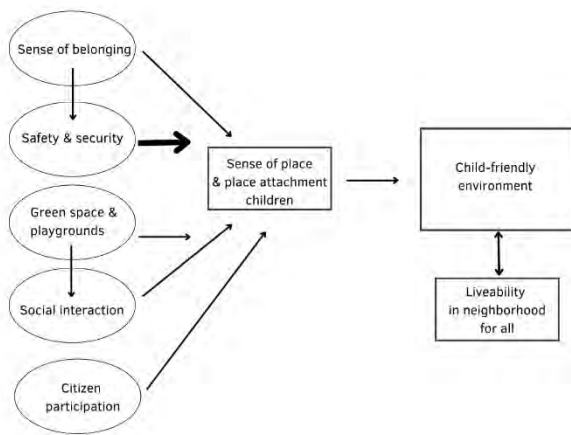 Sense of belonging
Safety & security
Green space &
playgrounds
Social interaction
Citizen
participation
Sense of place
& place attachment
children
Child-friendly
environment
Liveability
in neighborhood
for all